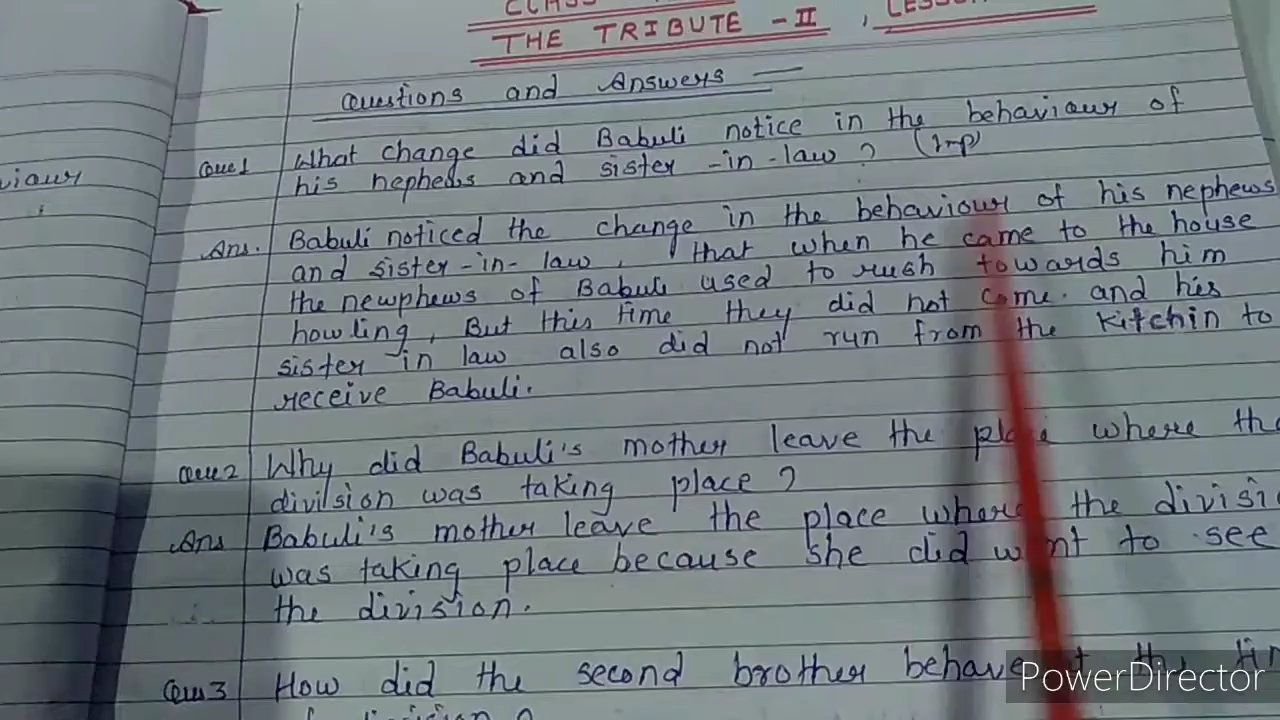 CLASS
THE TRIBUTE - II , LESSON
Questions and Answers —
Que1 What change did Babuli notice in the behaviour of
his nephews and sister -in -law ? (Imp)
Ans. Babuli noticed the change in the behaviour of his nephews
and sister -in- law, that when he came to the house
the newphews of Babuli used to rush towards him
howling, But this time they did not come. and his
sister in law also did not run from the kitchin to
receive Babuli.
Que2 Why did Babuli's mother leave the place where the
divilsion was taking place ?
Ans Babuli's mother leave the place where the divisi
was taking place because she did want to see
the division.
Que3 How did the second brother behave the
viour
PowerDirector